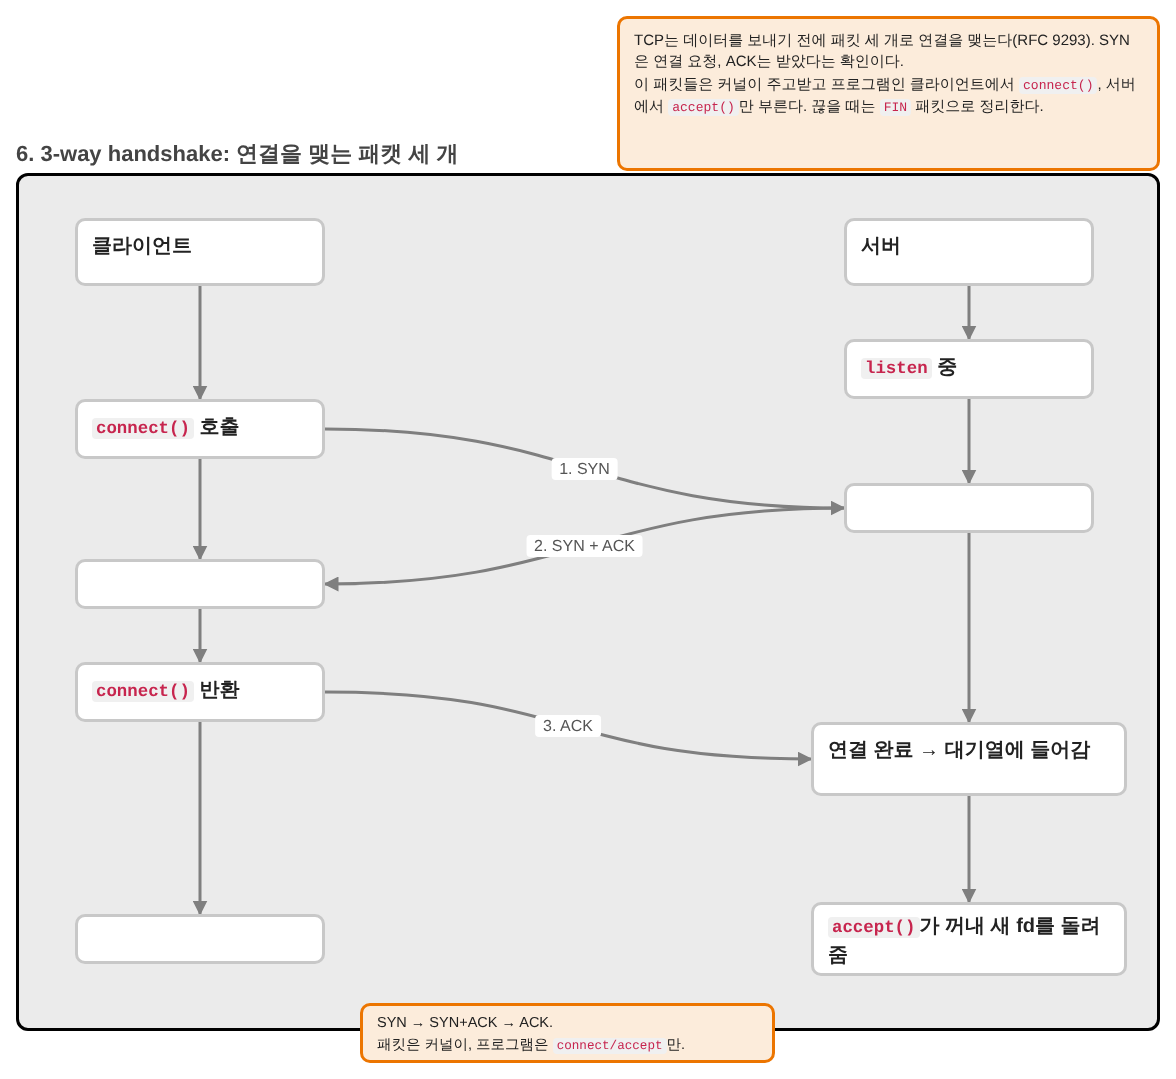 TCP는 데이터를 보내기 전에 패킷 세 개로 연결을 맺는다(RFC 9293). SYN
은 연결 요청, ACK는 받았다는 확인이다.
이 패킷들은 커널이 주고받고 프로그램인 클라이언트에서 connect(), 서버
에서 accept()만 부른다. 끊을 때는 FIN 패킷으로 정리한다.
6. 3-way handshake: 연결을 맺는 패캣 세 개
클라이언트
서버
listen 중
connect() 호출
1. SYN
2. SYN + ACK
connect() 반환
3. ACK
연결 완료 → 대기열에 들어감
accept()가 꺼내 새 fd를 돌려
줌
SYN → SYN+ACK → ACK.
패킷은 커널이, 프로그램은 connect/accept만.